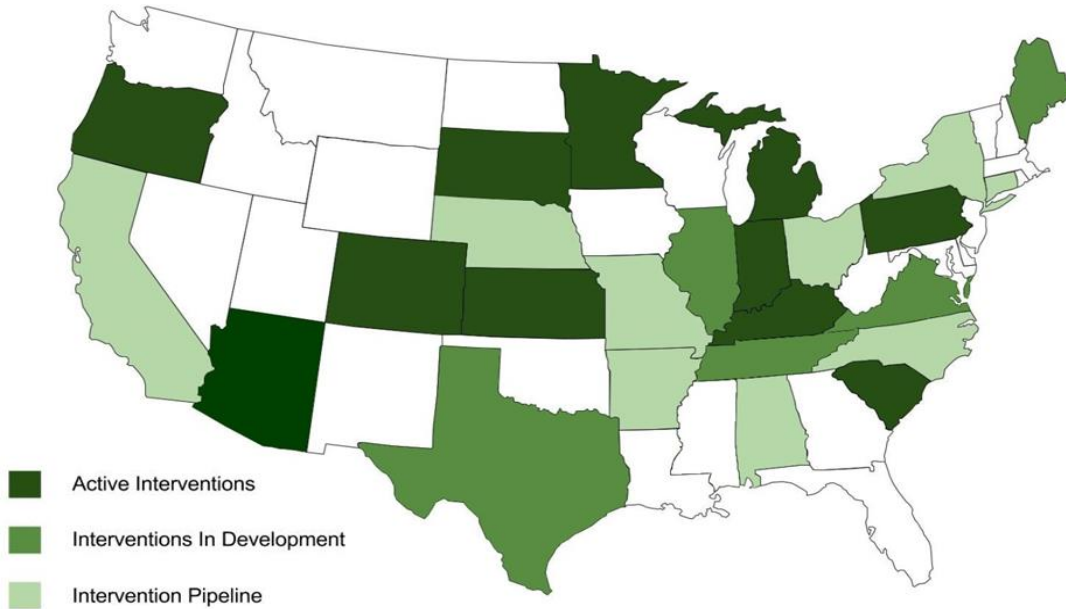 Active Interventions
Interventions In Development
Intervention Pipeline